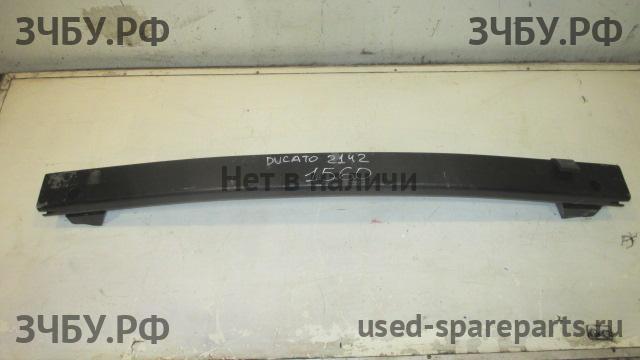 ЗЧБУ.РФ ЗЧБУ.РФ
DUCATO 2142
1560
Нет в наличи
ЗЧБУ.РФ used-spareparts.ru